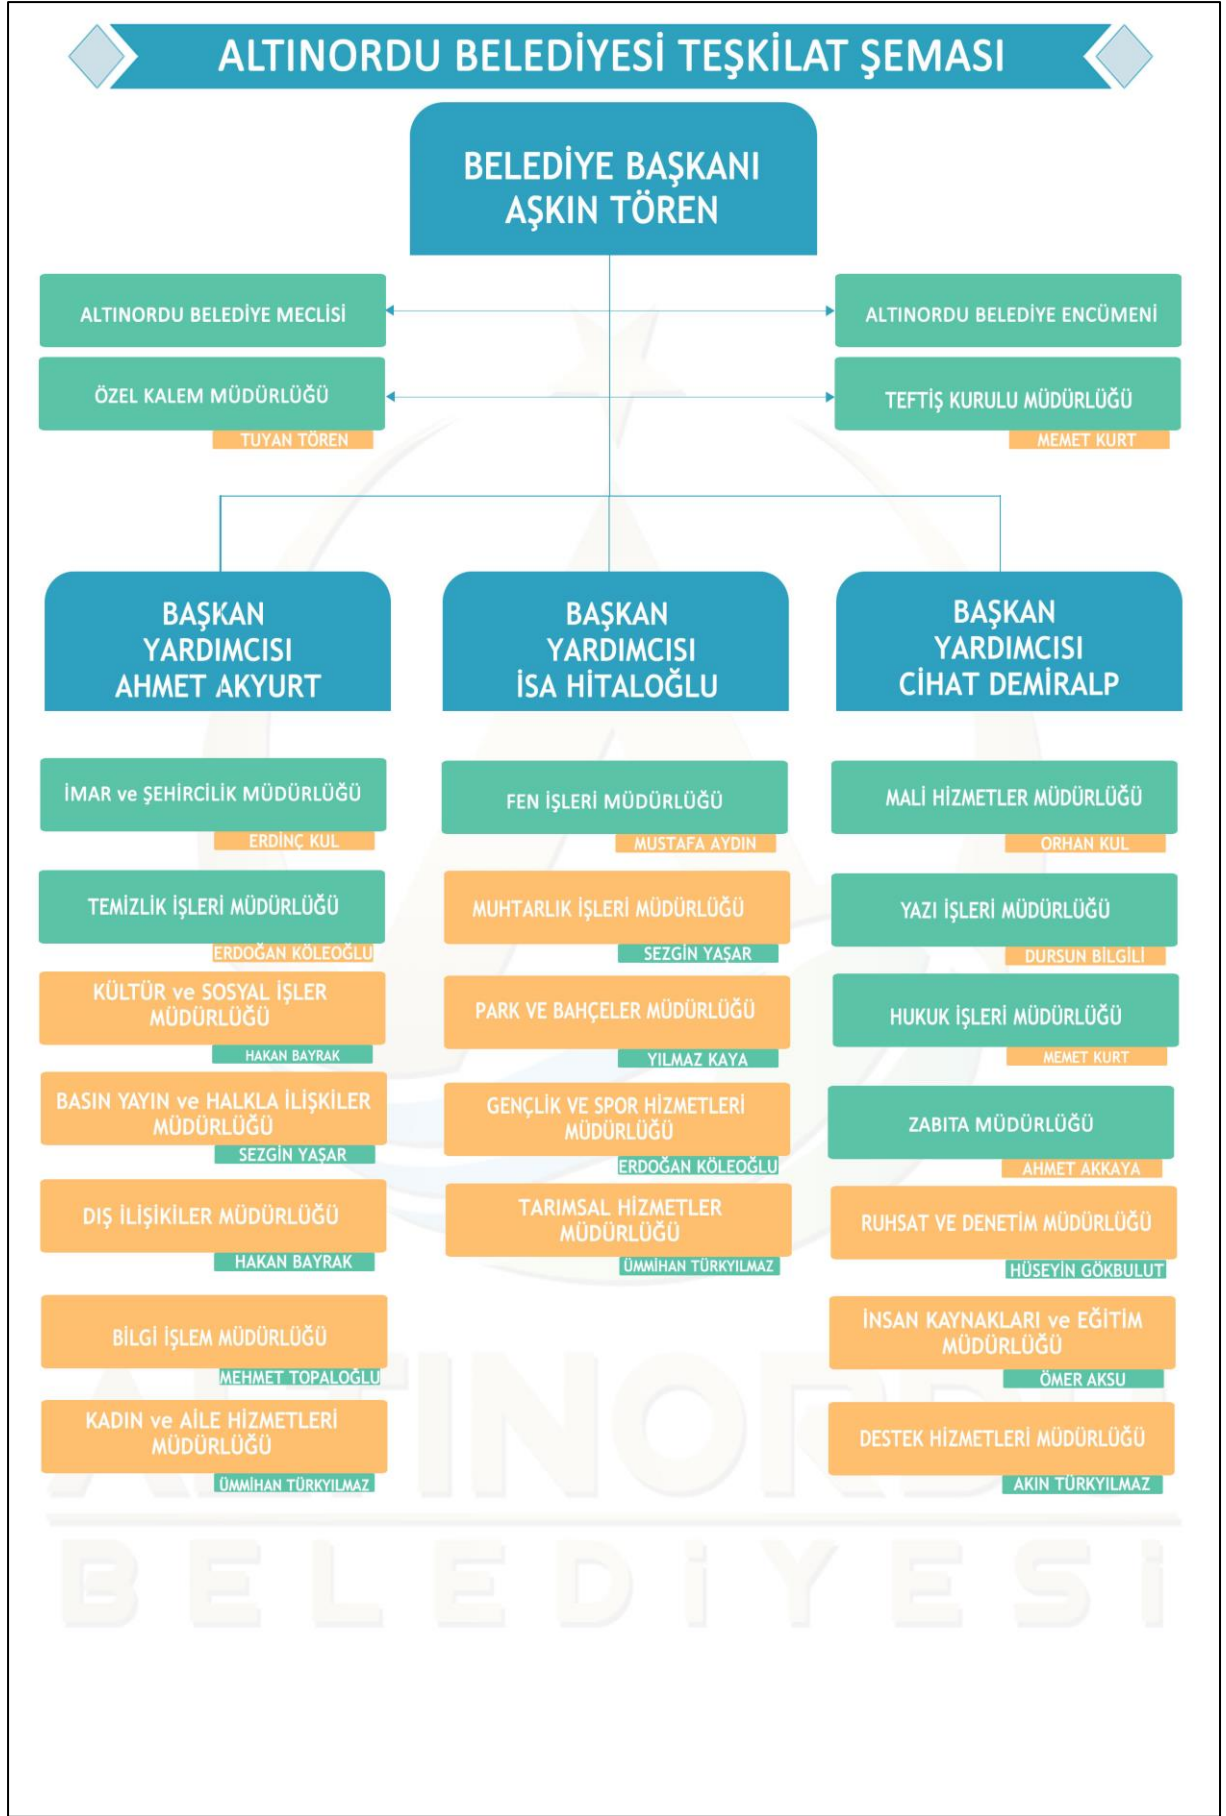 ALTINORDU BELEDİYESİ TEŞKİLAT ŞEMASI
BELEDİYE BAŞKANI
AŞKIN TÖREN
ALTINORDU BELEDİYE MECLİSİ
ALTINORDU BELEDİYE ENCÜMENİ
ÖZEL KALEM MÜDÜRLÜĞÜ
TUYAN TÖREN
TEFTİŞ KURULU MÜDÜRLÜĞÜ
MEMET KURT
BAŞKAN
YARDIMCISI
AHMET AKYURT
İMAR ve ŞEHİRCİLİK MÜDÜRLÜĞÜ
ERDİNÇ KUL
TEMİZLİK İŞLERİ MÜDÜRLÜĞÜ
ERDOĞAN KÖLEOĞLU
KÜLTÜR ve SOSYAL İŞLER
MÜDÜRLÜĞÜ
HAKAN BAYRAK
BASIN YAYIN ve HALKLA İLİŞKİLER
MÜDÜRLÜĞÜ
SEZGİN YAŞAR
DIŞ İLİŞİKİLER MÜDÜRLÜĞÜ
HAKAN BAYRAK
BİLGİ İŞLEM MÜDÜRLÜĞÜ
MEHMET TOPALOĞLU
KADIN ve AİLE HİZMETLERİ
MÜDÜRLÜĞÜ
ÜMMİHAN TÜRKYILMAZ
BAŞKAN
YARDIMCISI
İSA HİTALOĞLU
FEN İŞLERİ MÜDÜRLÜĞÜ
MUSTAFA AYDIN
MUHTARLIK İŞLERİ MÜDÜRLÜĞÜ
SEZGİN YAŞAR
PARK VE BAHÇELER MÜDÜRLÜĞÜ
YILMAZ KAYA
GENÇLİK VE SPOR HİZMETLERİ
MÜDÜRLÜĞÜ
ERDOĞAN KÖLEOĞLU
TARIMSAL HİZMETLER
MÜDÜRLÜĞÜ
ÜMMİHAN TÜRKYILMAZ
BAŞKAN
YARDIMCISI
CİHAT DEMİRALP
MALİ HİZMETLER MÜDÜRLÜĞÜ
ORHAN KUL
YAZI İŞLERİ MÜDÜRLÜĞÜ
DURSUN BİLGİLİ
HUKUK İŞLERİ MÜDÜRLÜĞÜ
MEMET KURT
ZABITA MÜDÜRLÜĞÜ
AHMET AKKAYA
RUHSAT VE DENETİM MÜDÜRLÜĞÜ
HÜSEYİN GÖKBULUT
İNSAN KAYNAKLARI ve EĞİTİM
MÜDÜRLÜĞÜ
ÖMER AKSU
DESTEK HİZMETLERİ MÜDÜRLÜĞÜ
AKIN TÜRKYILMAZ
ALTINORDU
BELEDİYESİ